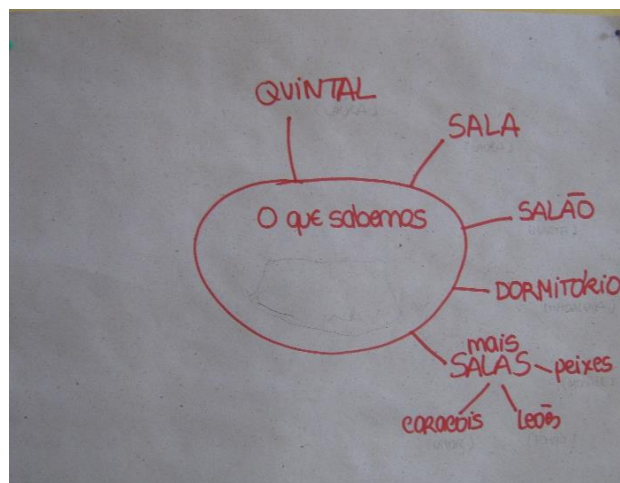 QUINTAL
SALA
SALÃO
O que sabemos
DORMITÓRIO
mais
SALAS
peixes
caracóis
leões